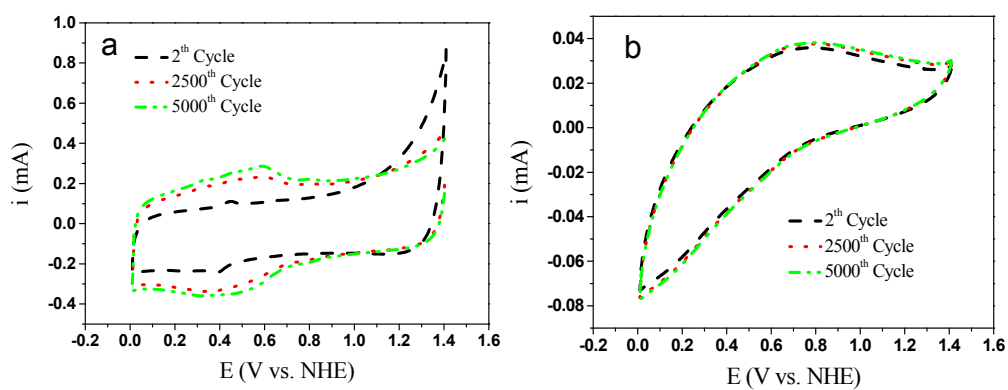 a
2th Cycle
2500th Cycle
5000th Cycle
1.0
0.8
0.6
0.4
0.2
0.0
-0.2
-0.4
i (mA)
-0.2 0.0 0.2 0.4 0.6 0.8 1.0 1.2 1.4 1.6
E (V vs. NHE)
b
0.04
0.02
0.00
-0.02
-0.04
-0.06
-0.08
i (mA)
2th Cycle
2500th Cycle
5000th Cycle
-0.2 0.0 0.2 0.4 0.6 0.8 1.0 1.2 1.4 1.6
E (V vs. NHE)